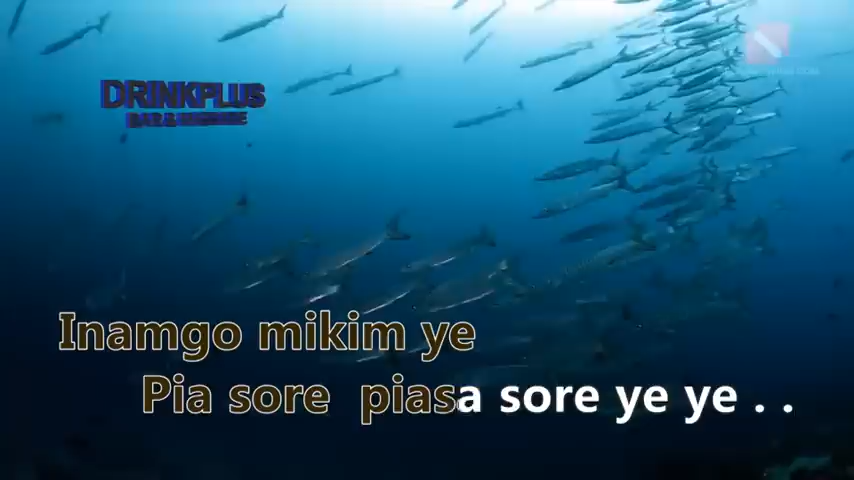 DRINKPLUS
Inamgo mikim ye
Pia sore piasa sore ye ye . .